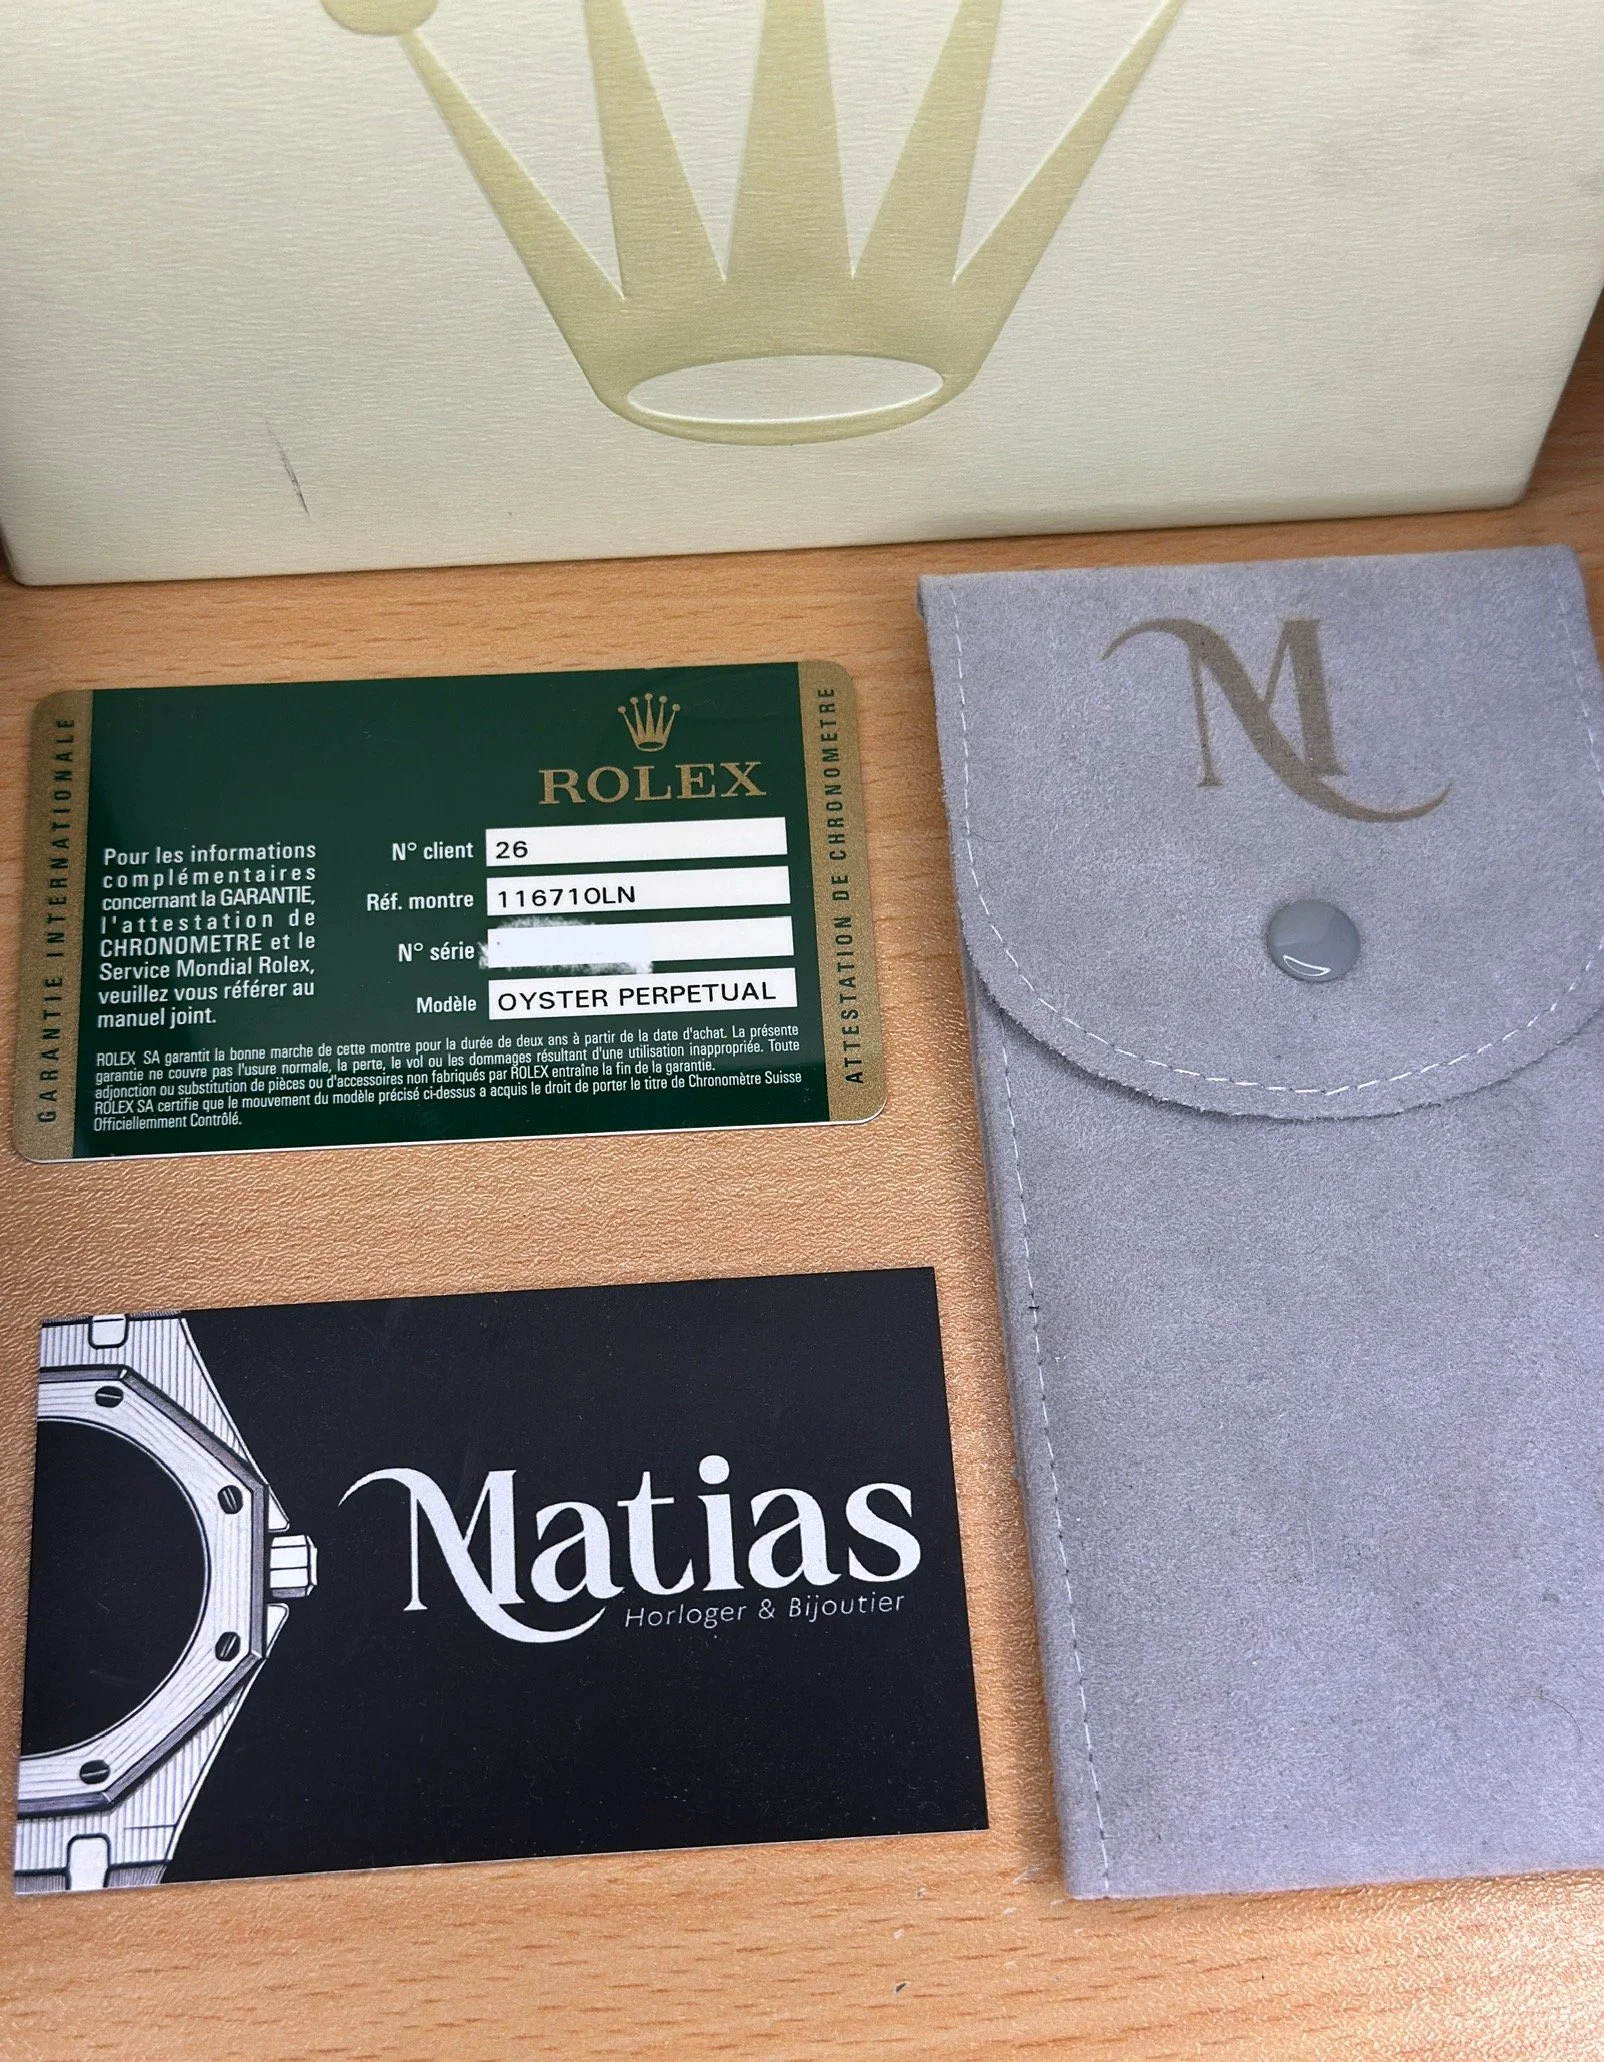 ROLEX
GARANTIE INTERNATIONALE
ATTESTATION DE CHRONOMETRE
Pour les informations
complémentaires
concernant la GARANTIE,
l'attestation de
CHRONOMETRE et le
Service Mondial Rolex,
veuillez vous référer au
manuel joint.
N° client 26
Réf. montre 116710LN
N° série
Modèle OYSTER PERPETUAL
ROLEX SA garantit la bonne marche de cette montre pour la durée de deux ans à partir de la date d'achat. La présente
garantie ne couvre pas l'usure normale, la perte, le vol ou les dommages résultant d'une utilisation inappropriée. Toute
adjonction ou substitution de pièces ou d'accessoires non fabriqués par ROLEX entraîne la fin de la garantie.
ROLEX SA certifie que le mouvement du modèle précisé ci-dessus a acquis le droit de porter le titre de Chronomètre Suisse
Officiellemment Contrôlé.
M
Matias
Horloger & Bijoutier